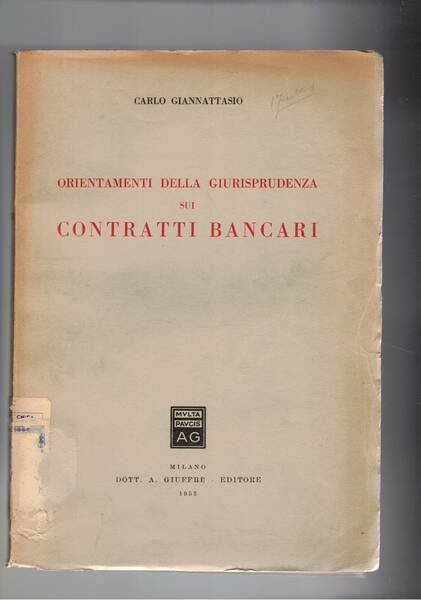 CARLO GIANNATTASIO
ORIENTAMENTI DELLA GIURISPRUDENZA
SUI
CONTRATTI BANCARI
MVLTA
PAVCIS
AG
MILANO
DOTT. A. GIUFFRÈ - EDITORE
1953